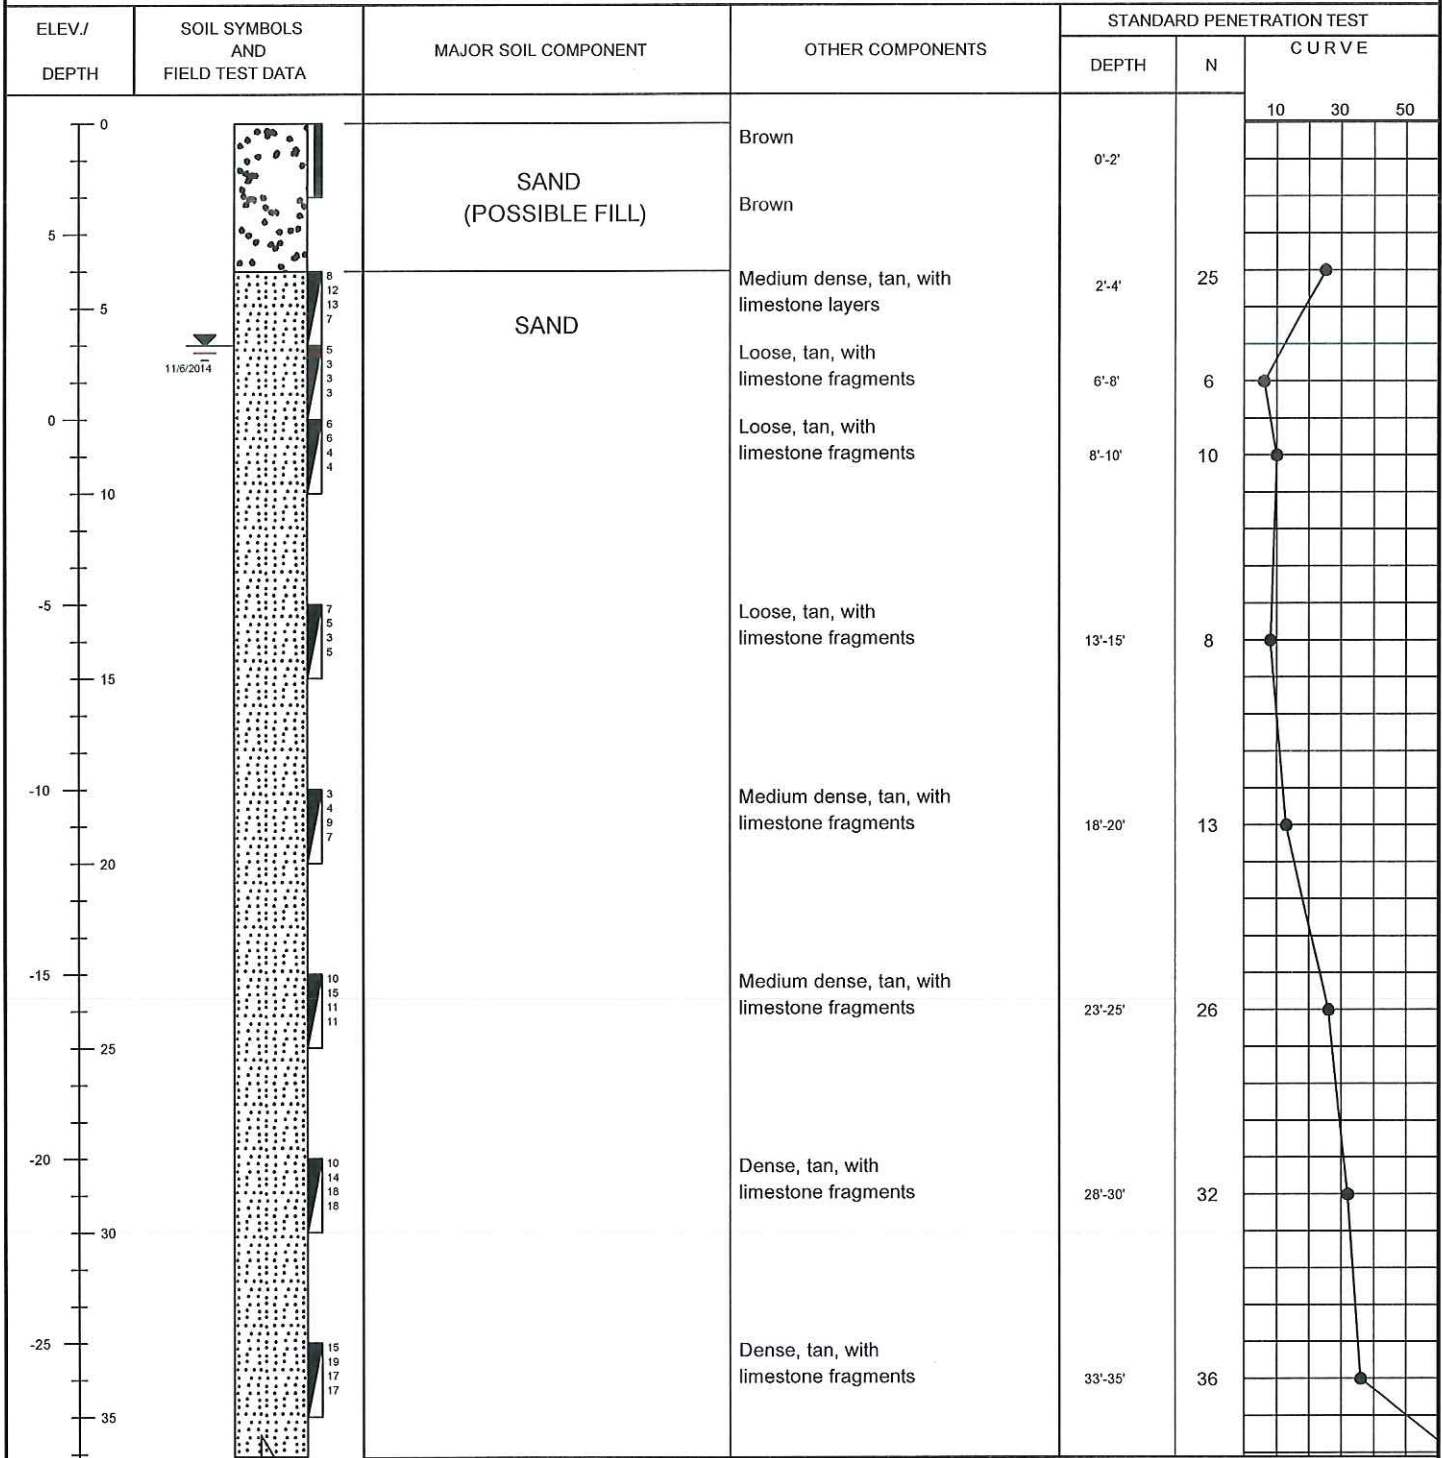 ELEV./
DEPTH
SOIL SYMBOLS
AND
FIELD TEST DATA
MAJOR SOIL COMPONENT
OTHER COMPONENTS
STANDARD PENETRATION TEST
DEPTH
N
CURVE
10 30 50
0
Brown
0'-2'
SAND
(POSSIBLE FILL)
Brown
5
8
12
13
7
Medium dense, tan, with
limestone layers
2'-4'
25
5
SAND
11/6/2014
5
3
3
3
Loose, tan, with
limestone fragments
6'-8'
6
0
6
6
4
4
Loose, tan, with
limestone fragments
8'-10'
10
10
-5
7
5
3
5
Loose, tan, with
limestone fragments
13'-15'
8
15
-10
3
4
9
7
Medium dense, tan, with
limestone fragments
18'-20'
13
20
-15
10
15
11
11
Medium dense, tan, with
limestone fragments
23'-25'
26
25
-20
10
14
18
18
Dense, tan, with
limestone fragments
28'-30'
32
30
-25
15
19
17
17
Dense, tan, with
limestone fragments
33'-35'
36
35